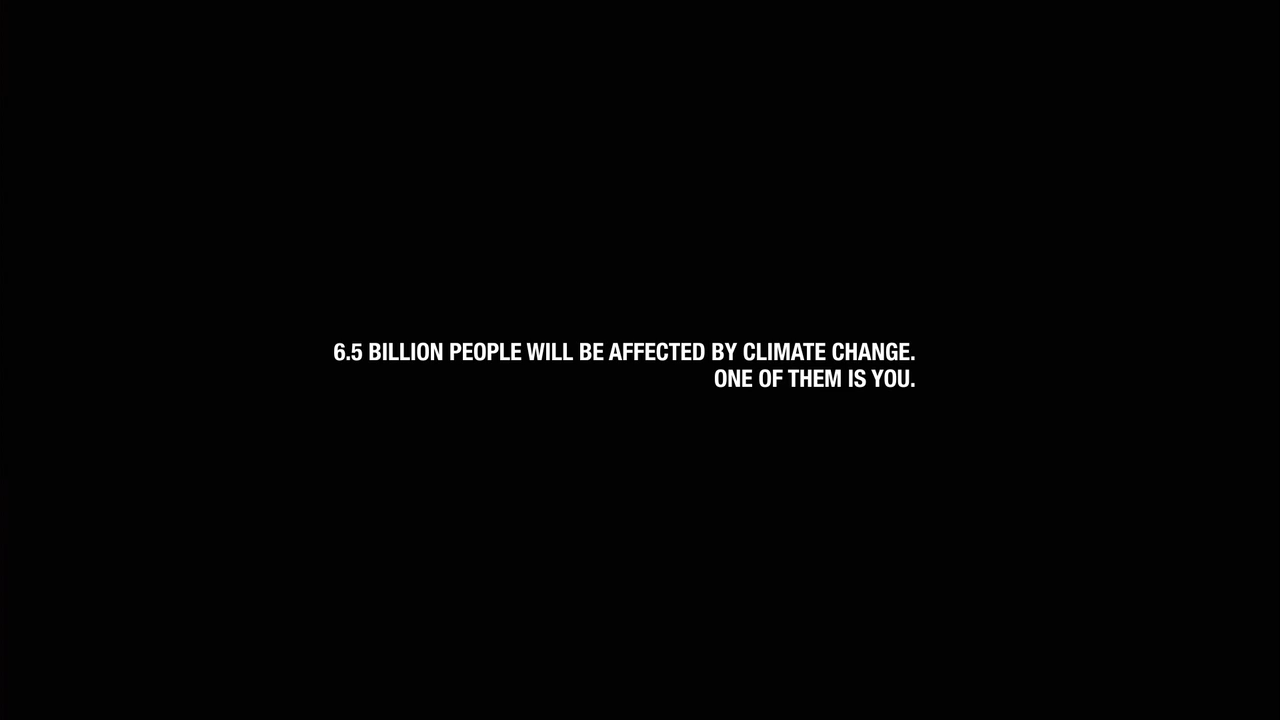 6.5 BILLION PEOPLE WILL BE AFFECTED BY CLIMATE CHANGE.
ONE OF THEM IS YOU.